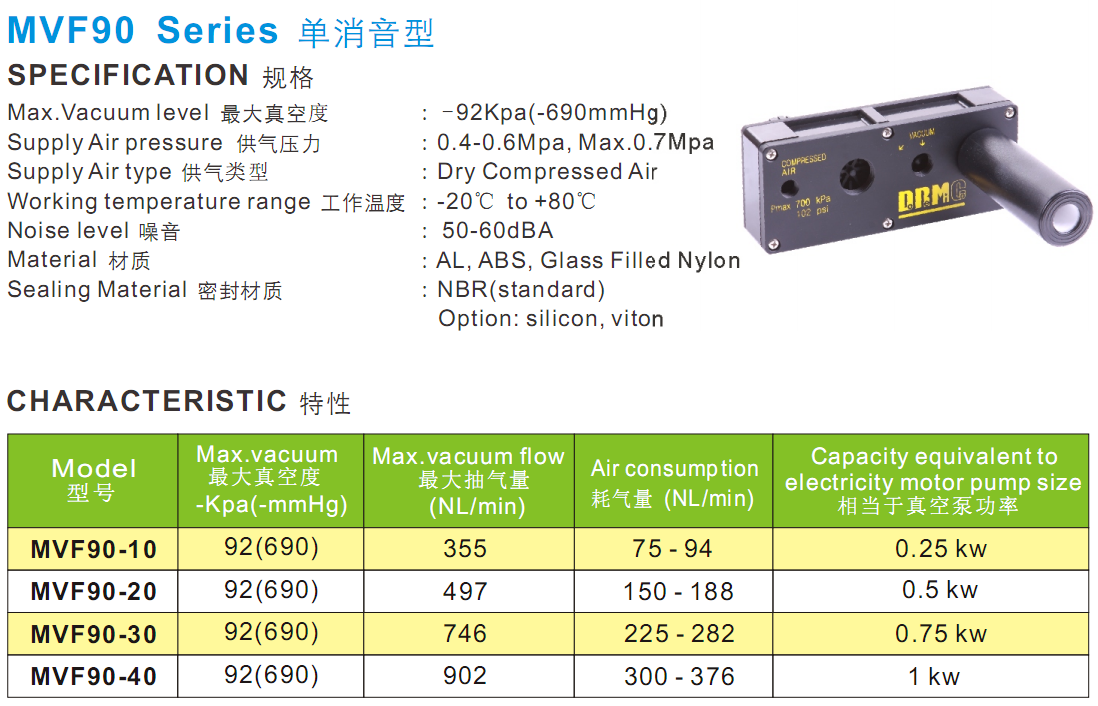 MVF90 Series 单消音型
SPECIFICATION 规格
Max.Vacuum level 最大真空度 : -92Kpa(-690mmHg)
Supply Air pressure 供气压力 : 0.4-0.6Mpa, Max.0.7Mpa
Supply Air type 供气类型 : Dry Compressed Air
Working temperature range 工作温度 : -20℃ to +80℃
Noise level 噪音 : 50-60dBA
Material 材质 : AL, ABS, Glass Filled Nylon
Sealing Material 密封材质 : NBR(standard)
Option: silicon, viton
COMPRESSED
AIR
VACUUM
Pmax 700 kPa
102 psi
CHARACTERISTIC 特性
Model
型号
Max.vacuum
最大真空度
-Kpa(-mmHg)
Max.vacuum flow
最大抽气量
(NL/min)
Air consumption
耗气量 (NL/min)
Capacity equivalent to
electricity motor pump size
相当于真空泵功率
MVF90-10 92(690) 355 75 - 94 0.25 kw
MVF90-20 92(690) 497 150 - 188 0.5 kw
MVF90-30 92(690) 746 225 - 282 0.75 kw
MVF90-40 92(690) 902 300 - 376 1 kw